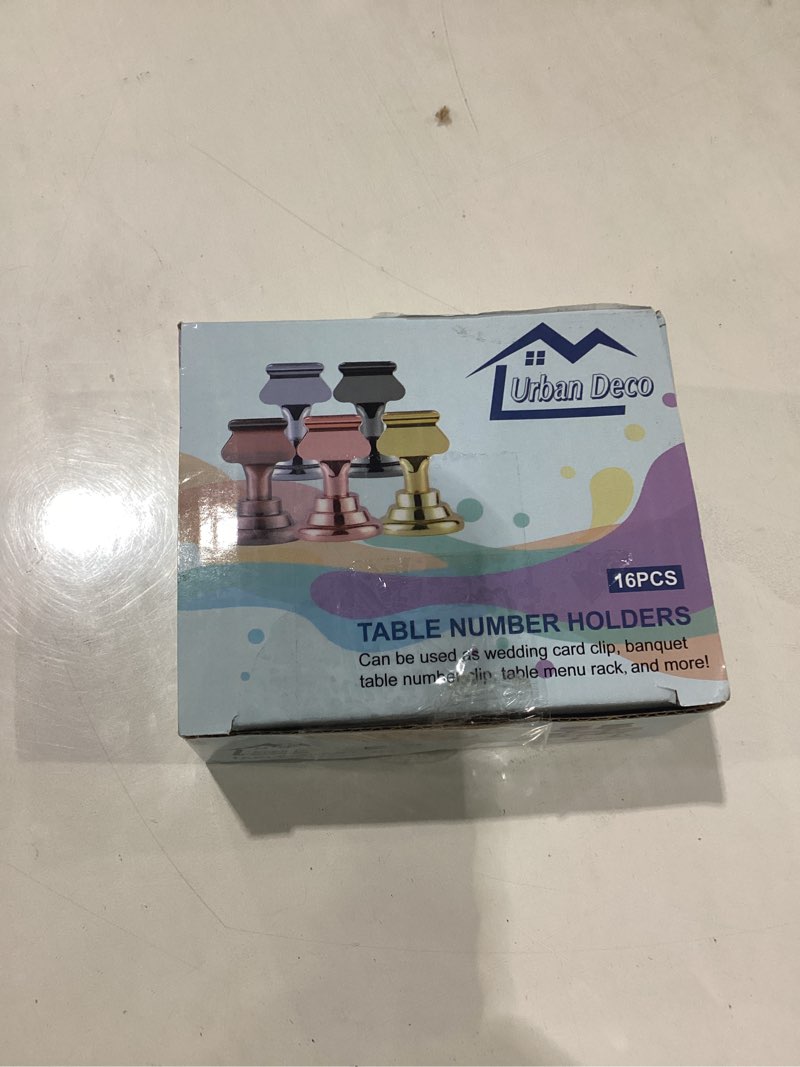 Urban Deco
16PCS
TABLE NUMBER HOLDERS
Can be used as wedding card clip, banquet
table number clip, table menu rack, and more!